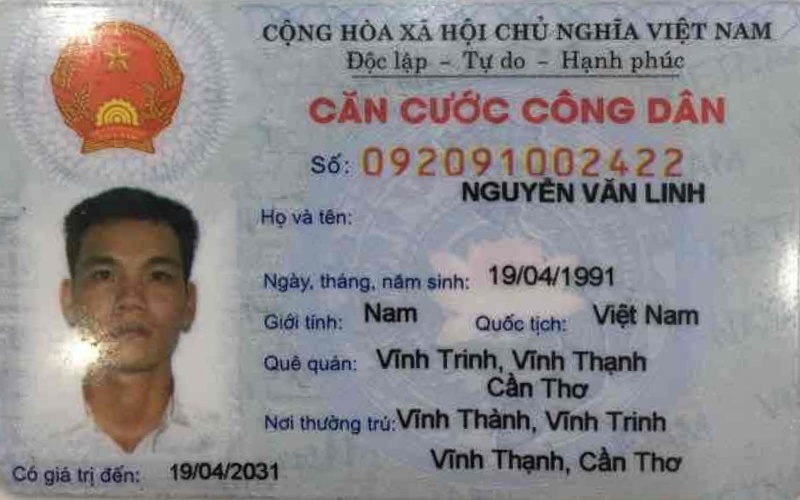 CỘNG HÒA XÃ HỘI CHỦ NGHĨA VIỆT NAM
Độc lập – Tự do – Hạnh phúc
CĂN CƯỚC CÔNG DÂN
Số: 092091002422
NGUYỄN VĂN LINH
Họ và tên:
Ngày, tháng, năm sinh: 19/04/1991
Giới tính: Nam Quốc tịch: Việt Nam
Quê quán: Vĩnh Trinh, Vĩnh Thạnh
Cần Thơ
Nơi thường trú: Vĩnh Thành, Vĩnh Trinh
Vĩnh Thạnh, Cần Thơ
Có giá trị đến: 19/04/2031